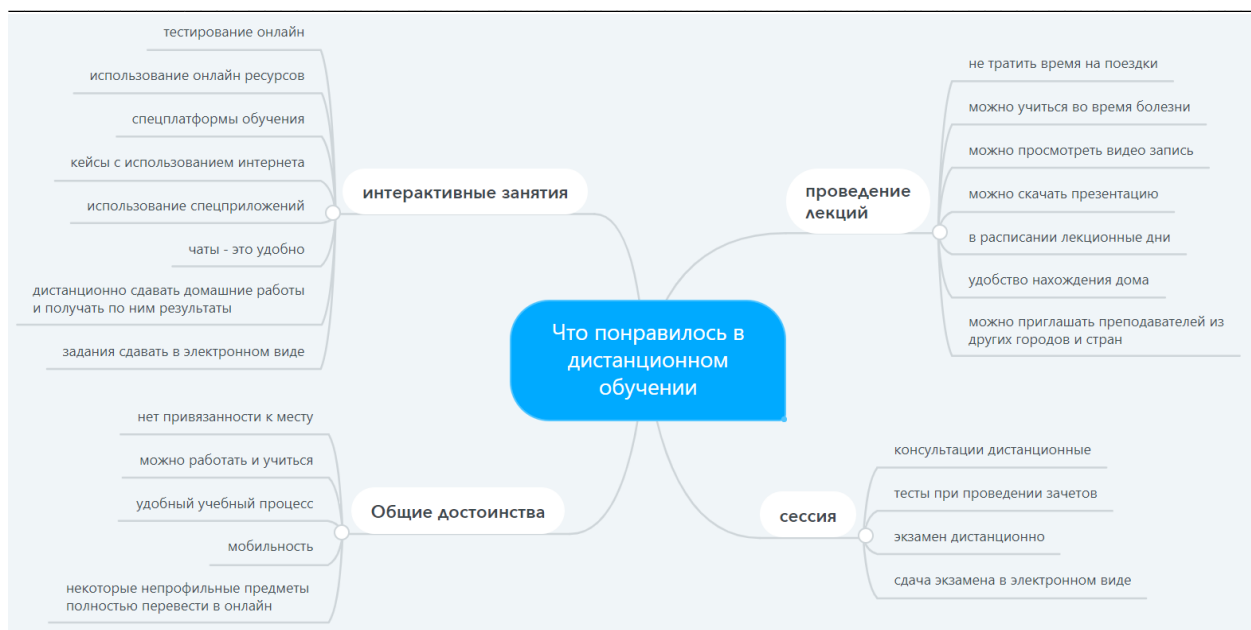 тестирование онлайн
использование онлайн ресурсов
спецплатформы обучения
кейсы с использованием интернета
использование спецприложений
чаты - это удобно
дистанционно сдавать домашние работы
и получать по ним результаты
задания сдавать в электронном виде
интерактивные занятия
проведение
лекций
не тратить время на поездки
можно учиться во время болезни
можно просмотреть видео запись
можно скачать презентацию
в расписании лекционные дни
удобство нахождения дома
можно приглашать преподавателей из
других городов и стран
Что понравилось в
дистанционном
обучении
нет привязанности к месту
можно работать и учиться
удобный учебный процесс
мобильность
некоторые непрофильные предметы
полностью перевести в онлайн
Общие достоинства
сессия
консультации дистанционные
тесты при проведении зачетов
экзамен дистанционно
сдача экзамена в электронном виде